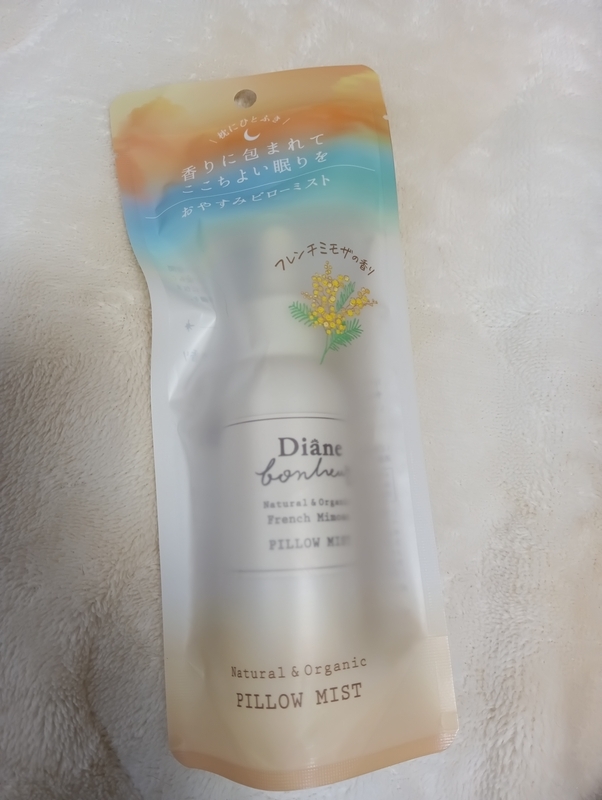 \枕にひとふき/
香りに包まれて
ここちよい眠りを
おやすみピローミスト
フレンチミモザの香り
Diâne
bonheur
Natural & Organic
French Mimosa
PILLOW MIST
Natural & Organic
PILLOW MIST